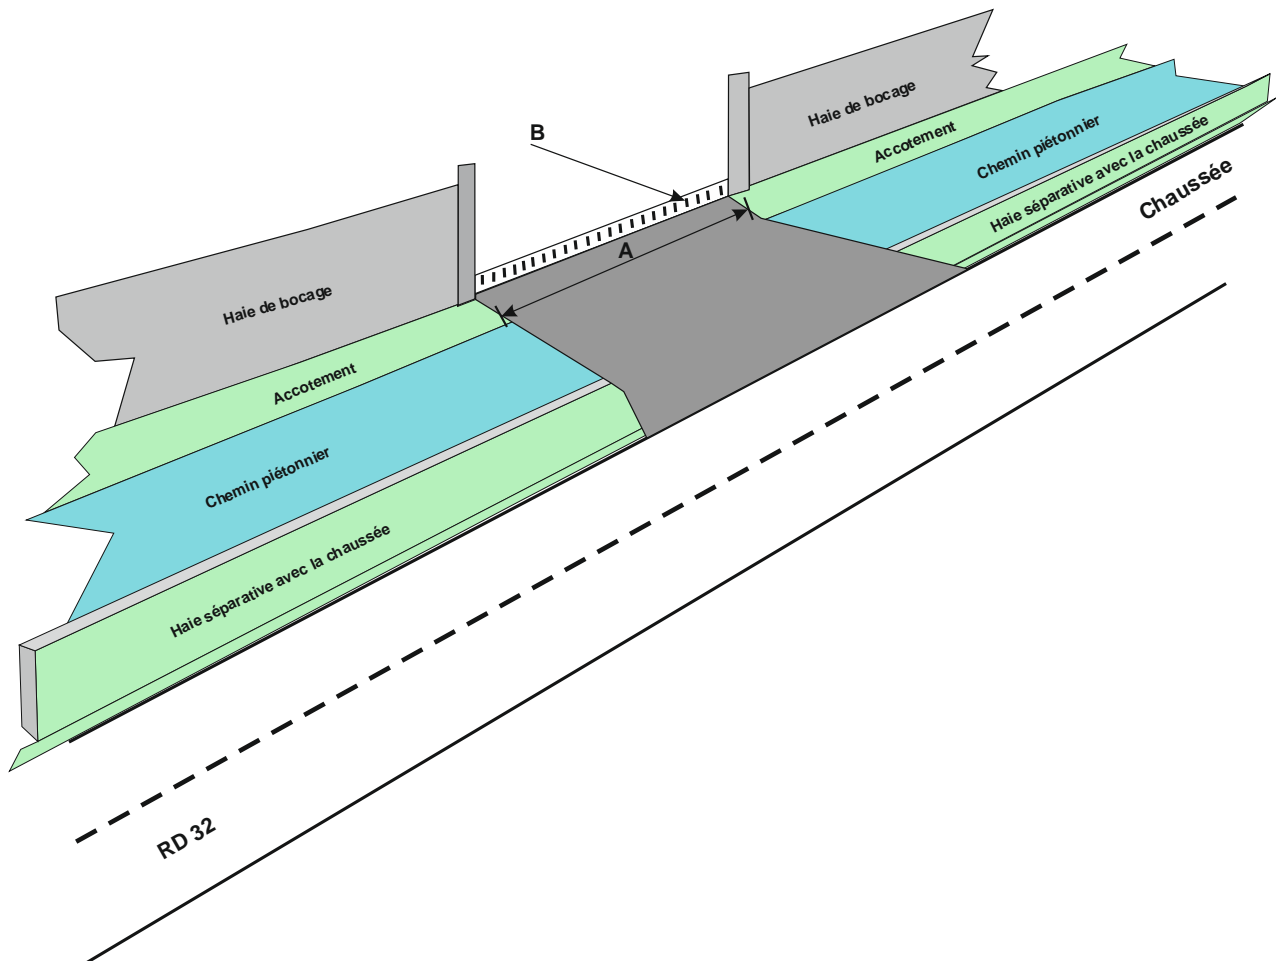 Haie de bocage
Accotement
Chemin piétonnier
Haie séparative avec la chaussée
Chaussée
B
A
Haie de bocage
Accotement
Chemin piétonnier
Haie séparative avec la chaussée
RD 32